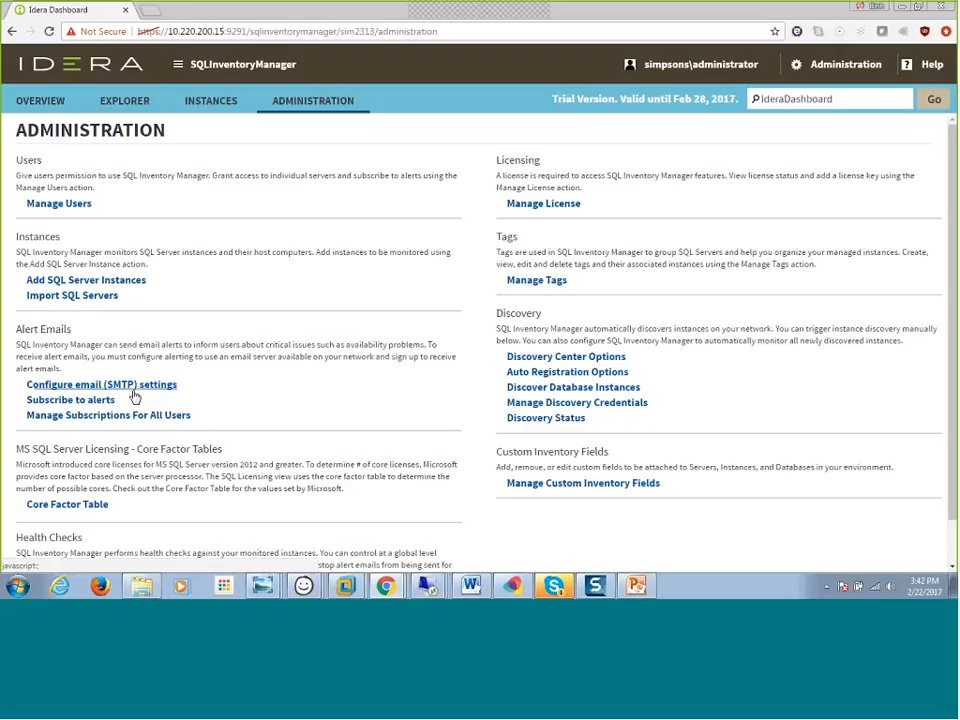 Idera Dashboard
Not Secure https://10.220.200.15:9291/sqlinventorymanager/sim2313/administration
IDERA SQLInventoryManager simpsons\administrator Administration Help
OVERVIEW EXPLORER INSTANCES ADMINISTRATION Trial Version. Valid until Feb 28, 2017. IderaDashboard Go
ADMINISTRATION
Users
Give users permission to use SQL Inventory Manager. Grant access to individual servers and subscribe to alerts using the
Manage Users action.
Manage Users
Instances
SQL Inventory Manager monitors SQL Server instances and their host computers. Add instances to be monitored using
the Add SQL Server Instance action.
Add SQL Server Instances
Import SQL Servers
Alert Emails
SQL Inventory Manager can send email alerts to inform users about critical issues such as availability problems. To
receive alert emails, you must configure alerting to use an email server available on your network and sign up to receive
alert emails.
Configure email (SMTP) settings
Subscribe to alerts
Manage Subscriptions For All Users
MS SQL Server Licensing - Core Factor Tables
Microsoft introduced core licenses for MS SQL Server version 2012 and greater. To determine # of core licenses, Microsoft
provides core factor based on the server processor. The SQL Licensing view uses the core factor table to determine the
number of possible cores. Check out the Core Factor Table for the values set by Microsoft.
Core Factor Table
Health Checks
SQL Inventory Manager performs health checks against your monitored instances. You can control at a global level
stop alert emails from being sent for
Licensing
A license is required to access SQL Inventory Manager features. View license status and add a license key using the
Manage License action.
Manage License
Tags
Tags are used in SQL Inventory Manager to group SQL Servers and help you organize your managed instances. Create,
view, edit and delete tags and their associated instances using the Manage Tags action.
Manage Tags
Discovery
SQL Inventory Manager automatically discovers instances on your network. You can trigger instance discovery manually
below. You can also configure SQL Inventory Manager to automatically monitor all newly discovered instances.
Discovery Center Options
Auto Registration Options
Discover Database Instances
Manage Discovery Credentials
Discovery Status
Custom Inventory Fields
Add, remove, or edit custom fields to be attached to Servers, Instances, and Databases in your environment.
Manage Custom Inventory Fields
javascript:;
3:42 PM
2/22/2017